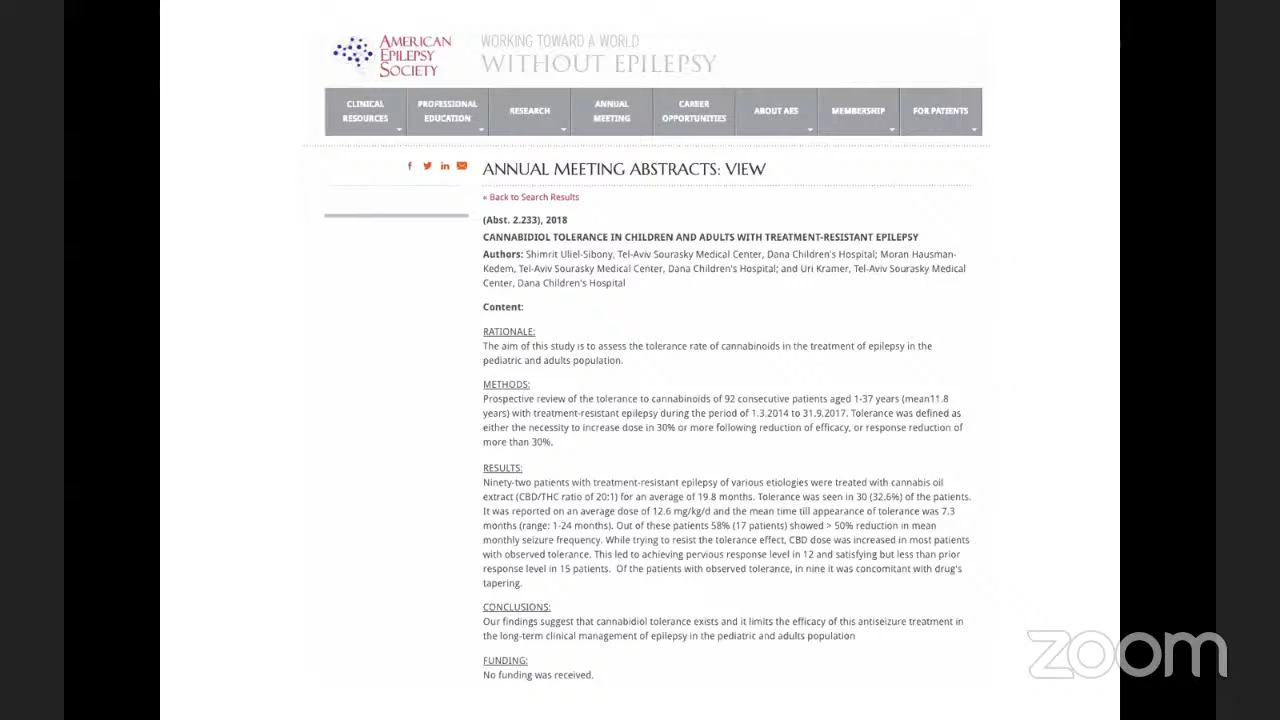 AMERICAN
EPILEPSY
SOCIETY
WORKING TOWARD A WORLD
WITHOUT EPILEPSY
CLINICAL
RESOURCES
PROFESSIONAL
EDUCATION
RESEARCH
ANNUAL
MEETING
CAREER
OPPORTUNITIES
ABOUT AES
MEMBERSHIP
FOR PATIENTS
ANNUAL MEETING ABSTRACTS: VIEW
« Back to Search Results
(Abst. 2.233), 2018
CANNABIDIOL TOLERANCE IN CHILDREN AND ADULTS WITH TREATMENT-RESISTANT EPILEPSY
Authors: Shimrit Uliel-Sibony, Tel-Aviv Sourasky Medical Center, Dana Children's Hospital; Moran Hausman-
Kedem, Tel-Aviv Sourasky Medical Center, Dana Children's Hospital; and Uri Kramer, Tel-Aviv Sourasky Medical
Center, Dana Children's Hospital
Content:
RATIONALE:
The aim of this study is to assess the tolerance rate of cannabinoids in the treatment of epilepsy in the
pediatric and adults population.
METHODS:
Prospective review of the tolerance to cannabinoids of 92 consecutive patients aged 1-37 years (mean11.8
years) with treatment-resistant epilepsy during the period of 1.3.2014 to 31.9.2017. Tolerance was defined as
either the necessity to increase dose in 30% or more following reduction of efficacy, or response reduction of
more than 30%.
RESULTS:
Ninety-two patients with treatment-resistant epilepsy of various etiologies were treated with cannabis oil
extract (CBD/THC ratio of 20:1) for an average of 19.8 months. Tolerance was seen in 30 (32.6%) of the patients.
It was reported on an average dose of 12.6 mg/kg/d and the mean time till appearance of tolerance was 7.3
months (range: 1-24 months). Out of these patients 58% (17 patients) showed > 50% reduction in mean
monthly seizure frequency. While trying to resist the tolerance effect, CBD dose was increased in most patients
with observed tolerance. This led to achieving pervious response level in 12 and satisfying but less than prior
response level in 15 patients. Of the patients with observed tolerance, in nine it was concomitant with drug's
tapering.
CONCLUSIONS:
Our findings suggest that cannabidiol tolerance exists and it limits the efficacy of this antiseizure treatment in
the long-term clinical management of epilepsy in the pediatric and adults population
FUNDING:
No funding was received.
zoom